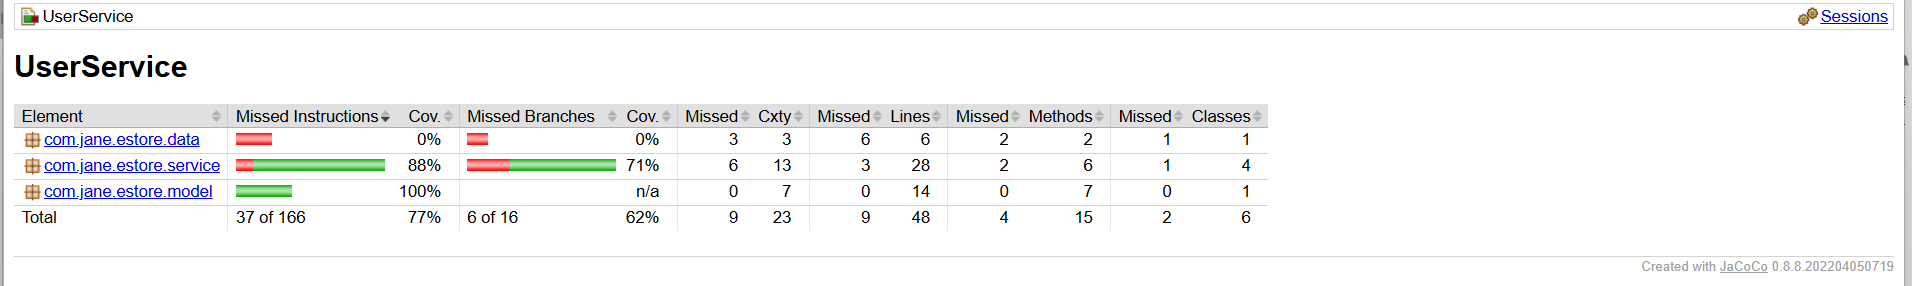 UserService Sessions
UserService
Element Missed Instructions Cov. Missed Branches Cov. Missed Cxty Missed Lines Missed Methods Missed Classes
com.jane.estore.data 0% 0% 3 3 6 6 2 2 1 1
com.jane.estore.service 88% 71% 6 13 3 28 2 6 1 4
com.jane.estore.model 100% n/a 0 7 0 14 0 7 0 1
Total 37 of 166 77% 6 of 16 62% 9 23 9 48 4 15 2 6
Created with JaCoCo 0.8.8.202204050719